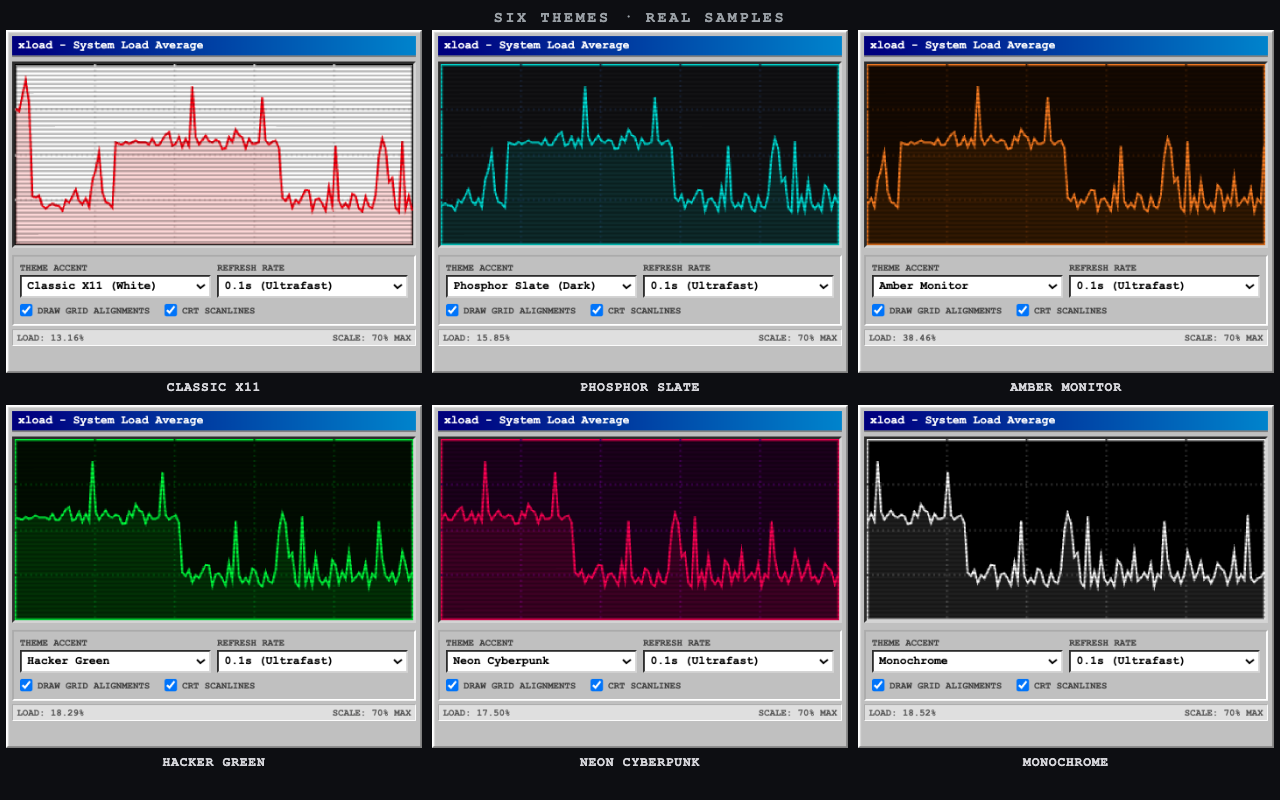 SIX THEMES · REAL SAMPLES
xload - System Load Average
THEME ACCENT
REFRESH RATE
Classic X11 (White)
0.1s (Ultrafast)
DRAW GRID ALIGNMENTS
CRT SCANLINES
LOAD: 13.16%
SCALE: 70% MAX
CLASSIC X11
xload - System Load Average
THEME ACCENT
REFRESH RATE
Phosphor Slate (Dark)
0.1s (Ultrafast)
DRAW GRID ALIGNMENTS
CRT SCANLINES
LOAD: 15.85%
SCALE: 70% MAX
PHOSPHOR SLATE
xload - System Load Average
THEME ACCENT
REFRESH RATE
Amber Monitor
0.1s (Ultrafast)
DRAW GRID ALIGNMENTS
CRT SCANLINES
LOAD: 38.46%
SCALE: 70% MAX
AMBER MONITOR
xload - System Load Average
THEME ACCENT
REFRESH RATE
Hacker Green
0.1s (Ultrafast)
DRAW GRID ALIGNMENTS
CRT SCANLINES
LOAD: 18.29%
SCALE: 70% MAX
HACKER GREEN
xload - System Load Average
THEME ACCENT
REFRESH RATE
Neon Cyberpunk
0.1s (Ultrafast)
DRAW GRID ALIGNMENTS
CRT SCANLINES
LOAD: 17.50%
SCALE: 70% MAX
NEON CYBERPUNK
xload - System Load Average
THEME ACCENT
REFRESH RATE
Monochrome
0.1s (Ultrafast)
DRAW GRID ALIGNMENTS
CRT SCANLINES
LOAD: 18.52%
SCALE: 70% MAX
MONOCHROME